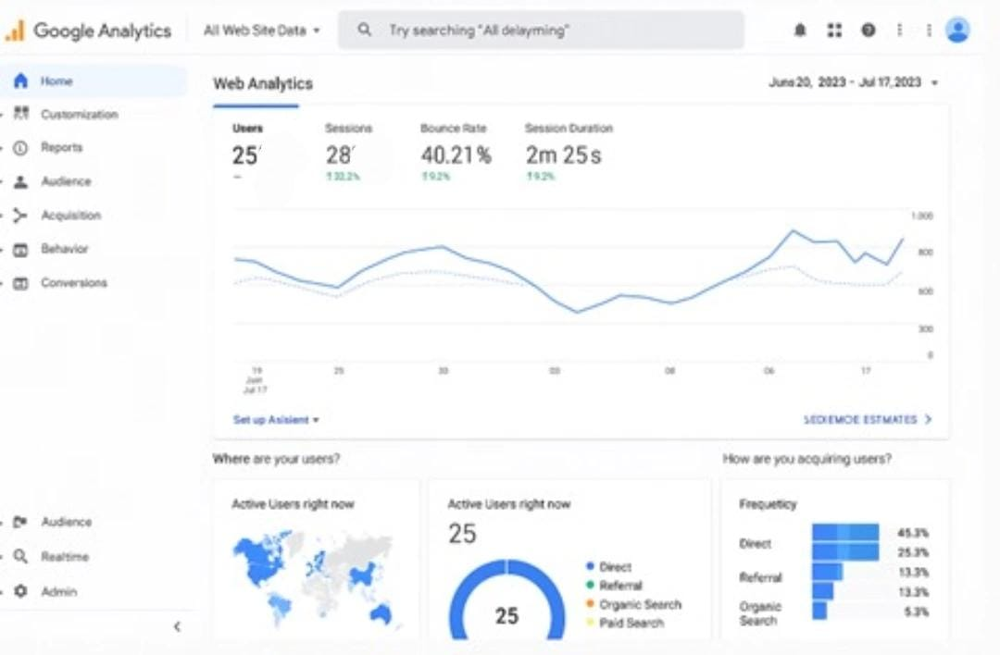 Google Analytics
All Web Site Data
Try searching "All delayming"
Home
Customization
Reports
Audience
Acquisition
Behavior
Conversions
Audience
Realtime
Admin
Web Analytics
June 20, 2023 - Jul 17, 2023
Users
25
Sessions
28
32.2%
Bounce Rate
40.21%
9.2%
Session Duration
2m 25s
9.2%
1.000
800
600
300
0
19
25
30
03
08
06
17
Jul 17
Set up Asisient
SEDIEMOE ESTMATES
Where are your users?
How are you acquiring users?
Active Users right now
Active Users right now
25
25
Direct
Referral
Organic Search
Paid Search
Frequeticy
Direct
Referral
Organic
Search
45.3%
25.3%
13.3%
13.3%
5.3%